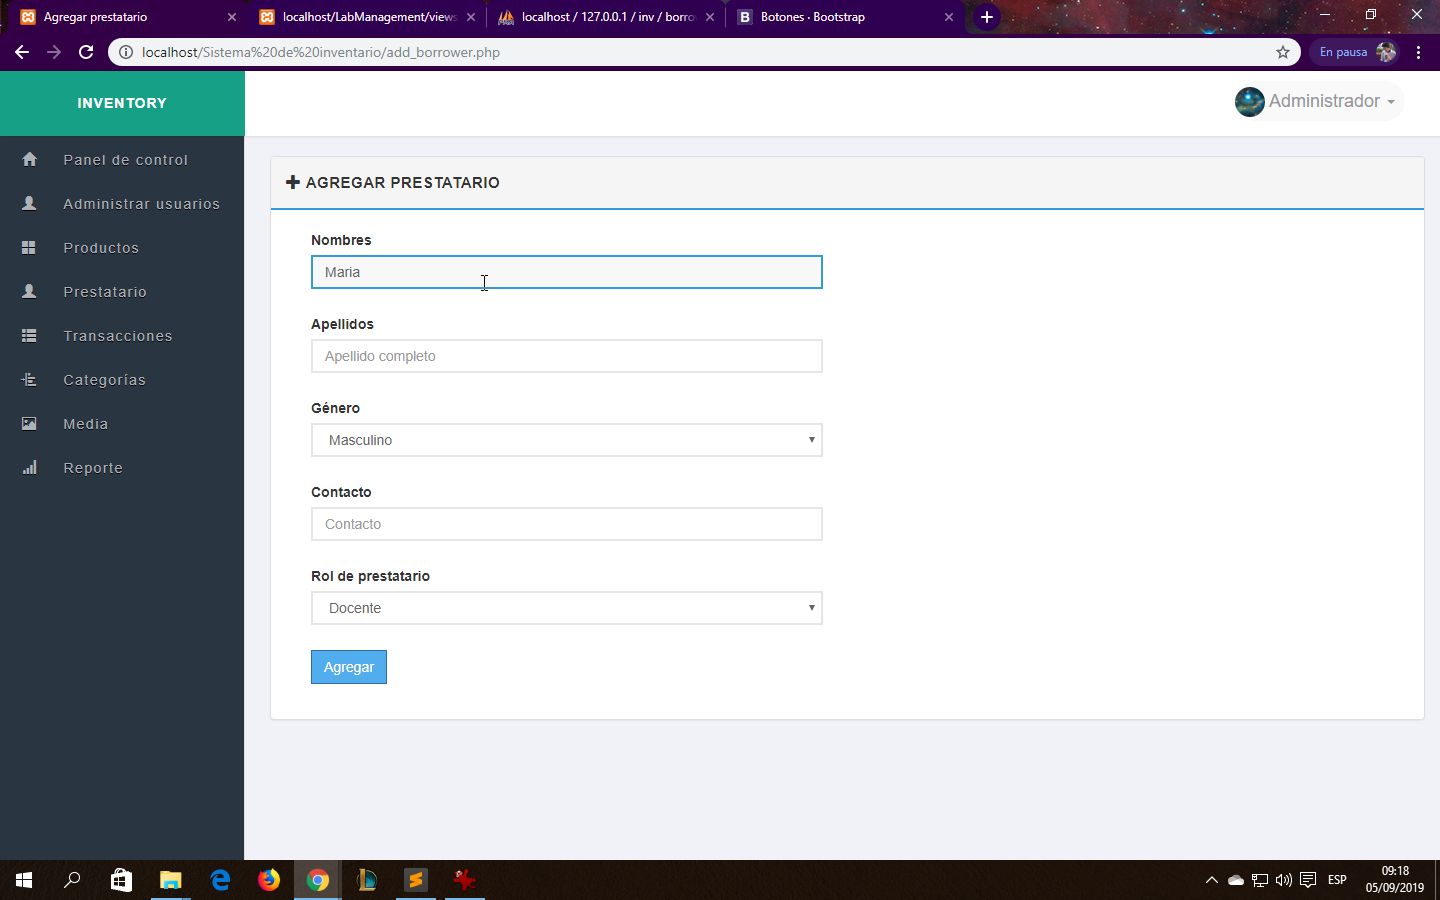 Agregar prestatario
localhost/LabManagement/views
localhost / 127.0.0.1 / inv / borro
B Botones · Bootstrap
localhost/Sistema%20de%20inventario/add_borrower.php
En pausa
INVENTORY
Administrador
Panel de control
Administrar usuarios
Productos
Prestatario
Transacciones
Categorías
Media
Reporte
AGREGAR PRESTATARIO
Nombres
Maria
Apellidos
Apellido completo
Género
Masculino
Contacto
Contacto
Rol de prestatario
Docente
Agregar
ESP
09:18
05/09/2019